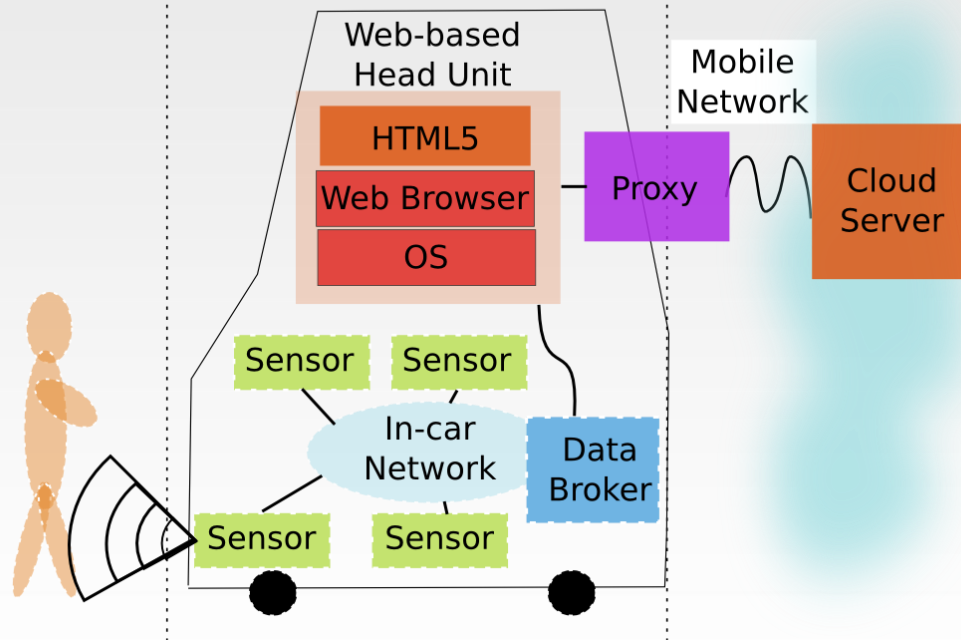 Web-based
Head Unit
Mobile
Network
HTML5
Web Browser
OS
Proxy
Cloud
Server
Sensor
Sensor
In-car
Network
Data
Broker
Sensor
Sensor